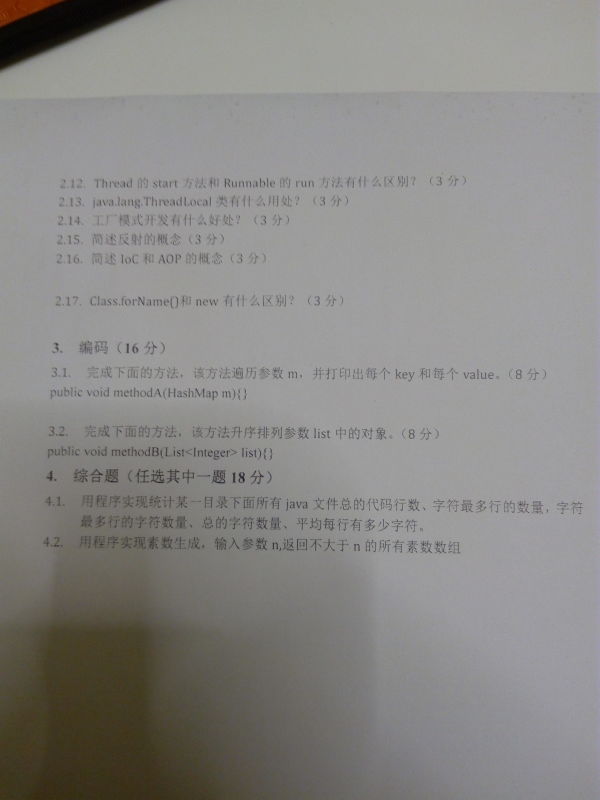 2.12. Thread 的 start 方法和 Runnable 的 run 方法有什么区别？（3 分）
2.13. java.lang.ThreadLocal 类有什么用处？（3 分）
2.14. 工厂模式开发有什么好处？（3 分）
2.15. 简述反射的概念（3 分）
2.16. 简述 IoC 和 AOP 的概念（3 分）
2.17. Class.forName()和 new 有什么区别？（3 分）
3. 编码（16 分）
3.1. 完成下面的方法，该方法遍历参数 m，并打印出每个 key 和每个 value。（8 分）
public void methodA(HashMap m){}
3.2. 完成下面的方法，该方法升序排列参数 list 中的对象。（8 分）
public void methodB(List<Integer> list){}
4. 综合题（任选其中一题 18 分）
4.1. 用程序实现统计某一目录下面所有 java 文件总的代码行数、字符最多行的数量，字符
最多行的字符数量、总的字符数量、平均每行有多少字符。
4.2. 用程序实现素数生成，输入参数 n,返回不大于 n 的所有素数数组